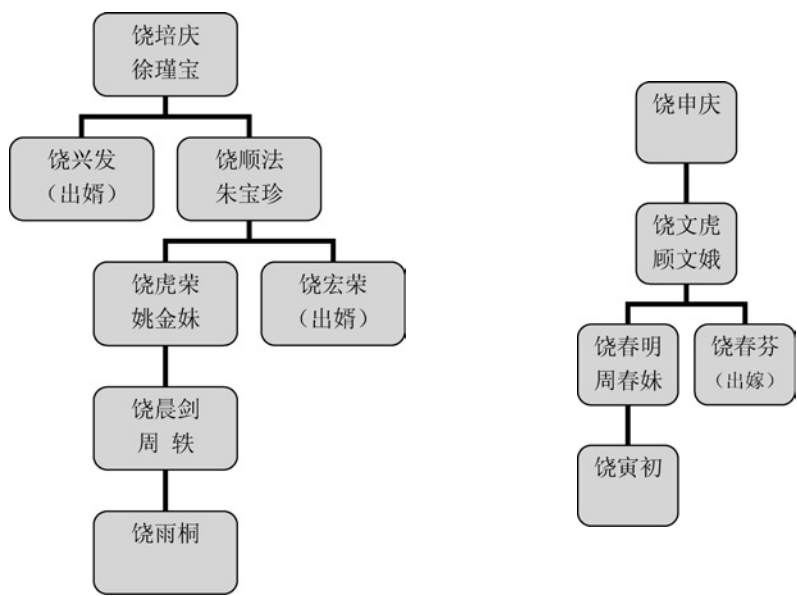 饶培庆
徐瑾宝
饶兴发
（出婿）
饶顺法
朱宝珍
饶虎荣
姚金妹
饶宏荣
（出婿）
饶晨剑
周 轶
饶雨桐
饶申庆
饶文虎
顾文娥
饶春明
周春妹
饶春芬
（出嫁）
饶寅初